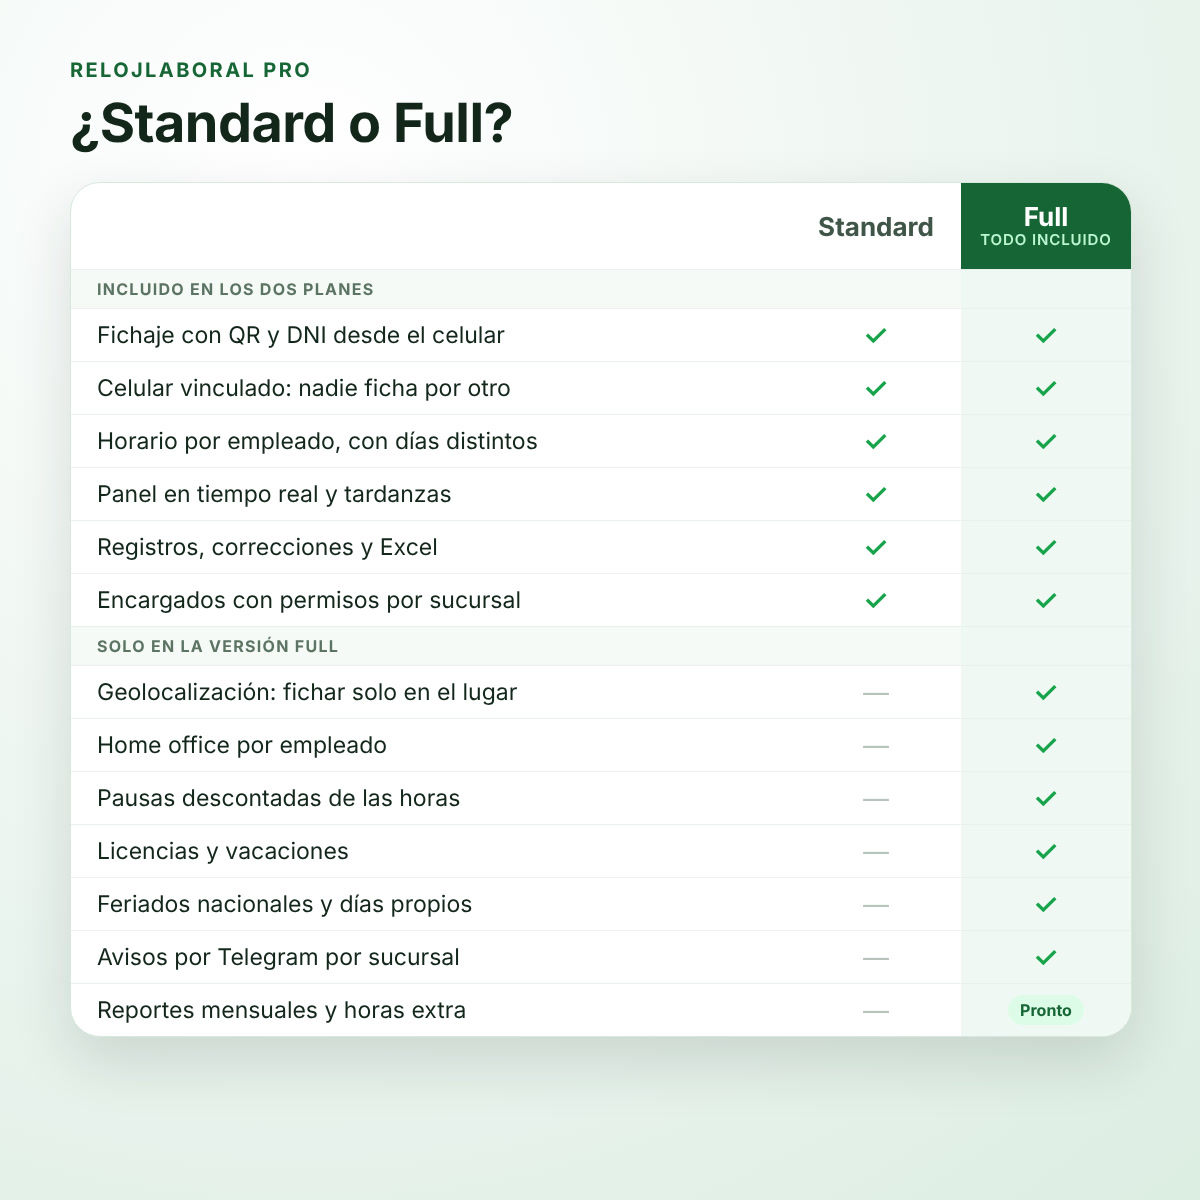 RELOJLABORAL PRO
¿Standard o Full?
Standard
Full
TODO INCLUIDO
INCLUIDO EN LOS DOS PLANES
Fichaje con QR y DNI desde el celular
Celular vinculado: nadie ficha por otro
Horario por empleado, con días distintos
Panel en tiempo real y tardanzas
Registros, correcciones y Excel
Encargados con permisos por sucursal
SOLO EN LA VERSIÓN FULL
Geolocalización: fichar solo en el lugar
Home office por empleado
Pausas descontadas de las horas
Licencias y vacaciones
Feriados nacionales y días propios
Avisos por Telegram por sucursal
Reportes mensuales y horas extra
Pronto